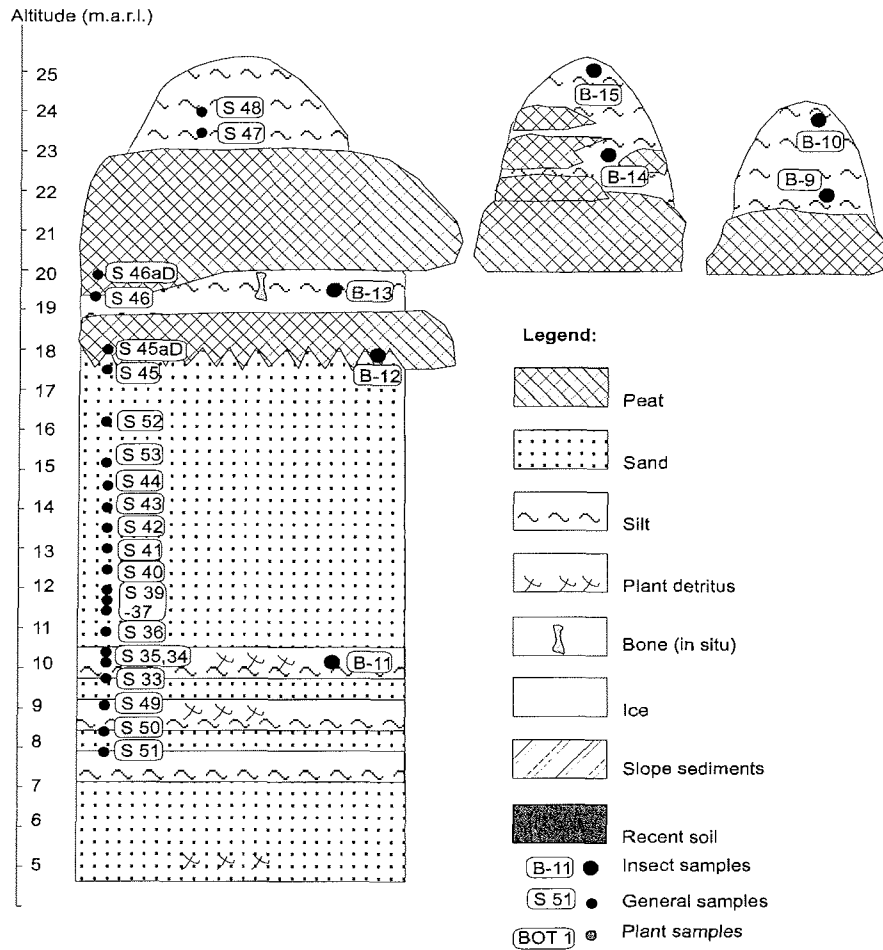 Altitude (m.a.r.l.)
25
24
23
22
21
20
19
18
17
16
15
14
13
12
11
10
9
8
7
6
5
S 48
S 47
S 46aD
S 46
B-13
S 45aD
S 45
B-12
S 52
S 53
S 44
S 43
S 42
S 41
S 40
S 39
-37
S 36
S 35,34
B-11
S 33
S 49
S 50
S 51
B-15
B-14
B-10
B-9
Legend:
Peat
Sand
Silt
Plant detritus
Bone (in situ)
Ice
Slope sediments
Recent soil
B-11 Insect samples
S 51 General samples
BOT 1 Plant samples